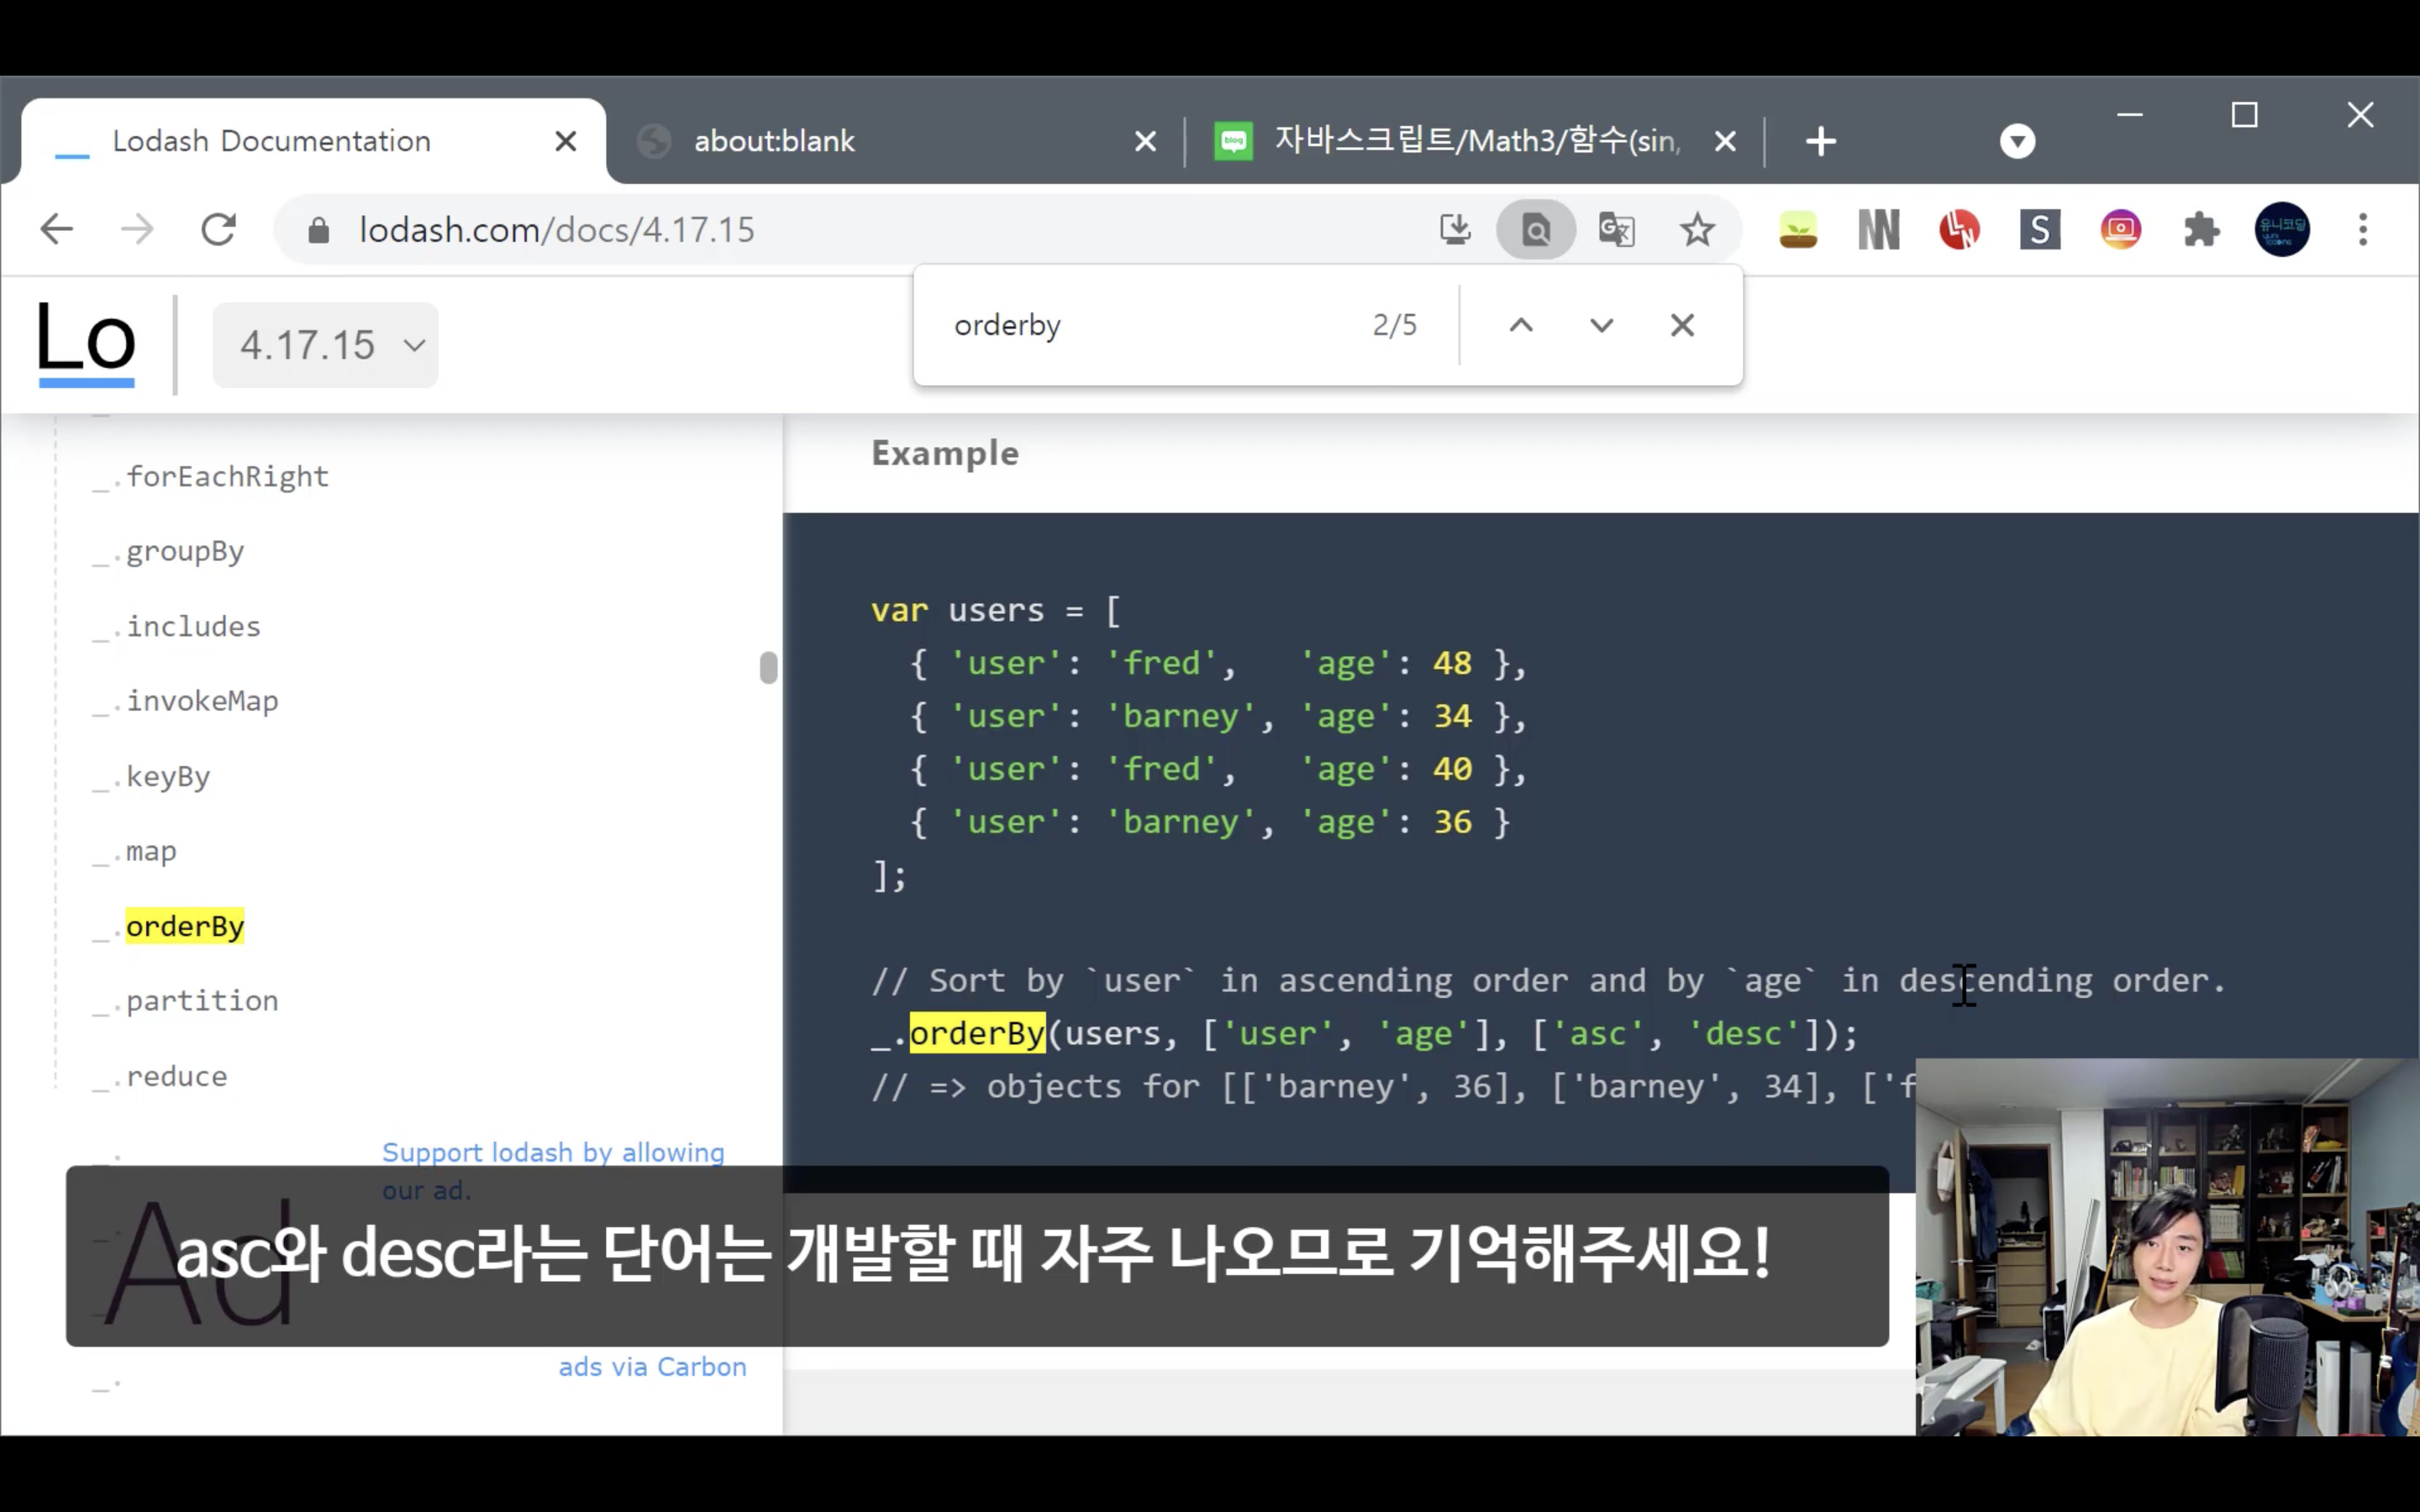 Lodash Documentation
about:blank
자바스크립트/Math3/함수(sin,
lodash.com/docs/4.17.15
orderby
2/5
Lo
4.17.15
_.forEachRight
_.groupBy
_.includes
_.invokeMap
_.keyBy
_.map
_.orderBy
_.partition
_.reduce
Support lodash by allowing
our ad.
Ad
ads via Carbon
Example
var users = [
  { 'user': 'fred',   'age': 48 },
  { 'user': 'barney', 'age': 34 },
  { 'user': 'fred',   'age': 40 },
  { 'user': 'barney', 'age': 36 }
];
// Sort by `user` in ascending order and by `age` in descending order.
_.orderBy(users, ['user', 'age'], ['asc', 'desc']);
// => objects for [['barney', 36], ['barney', 34], ['f
asc와 desc라는 단어는 개발할 때 자주 나오므로 기억해주세요!